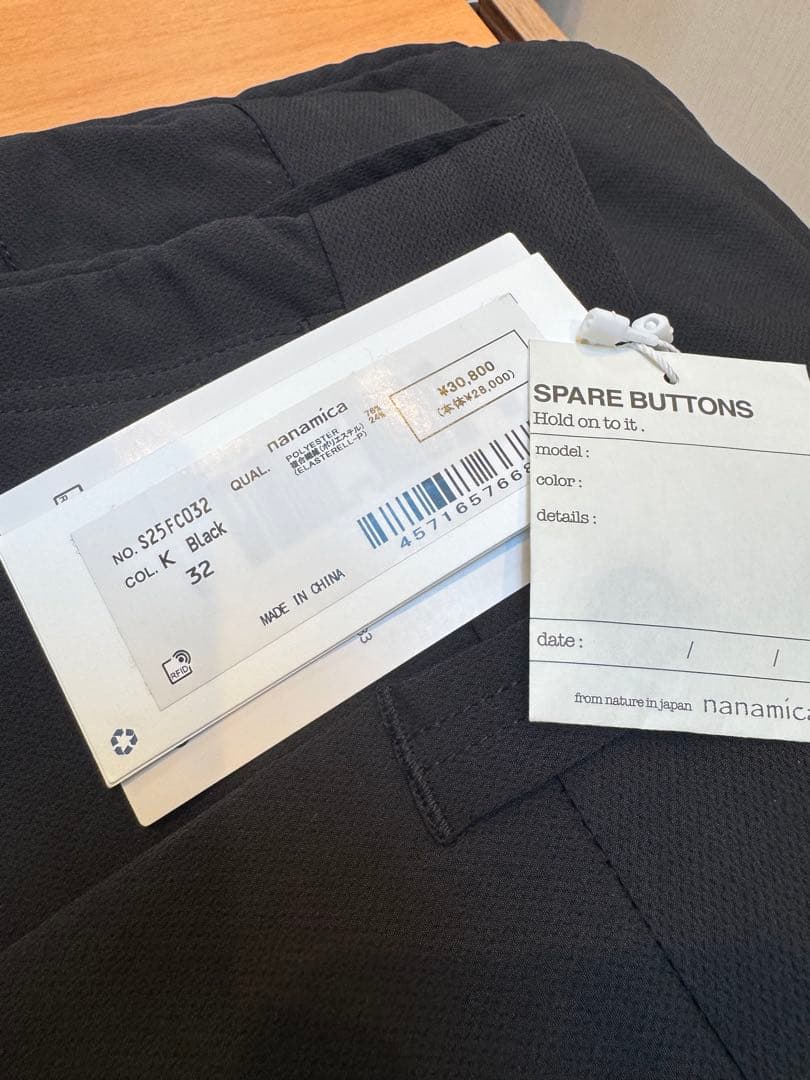 nanamica
¥30,800
(本体¥28,000)
QUAL.
POLYESTER 76%
複合繊維(ポリエステル) 24%
(ELASTERELL-P)
NO. S25FC032
COL. K Black
32
4571657668
MADE IN CHINA
RFID
SPARE BUTTONS
Hold on to it.
model:
color:
details:
date: / /
from nature in japan nanamica